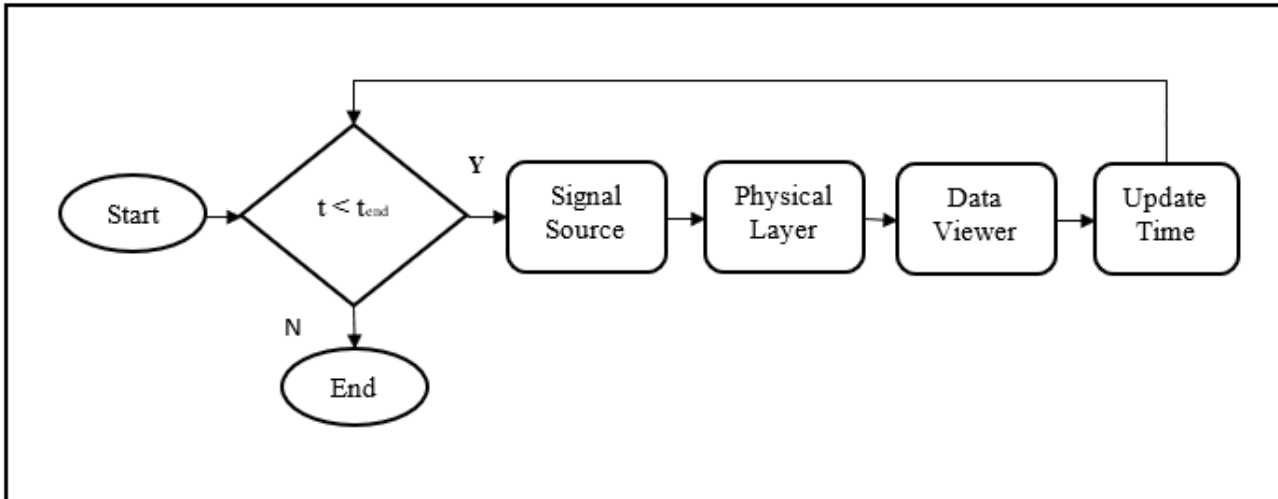 Start
t < tend
Y
N
End
Signal
Source
Physical
Layer
Data
Viewer
Update
Time